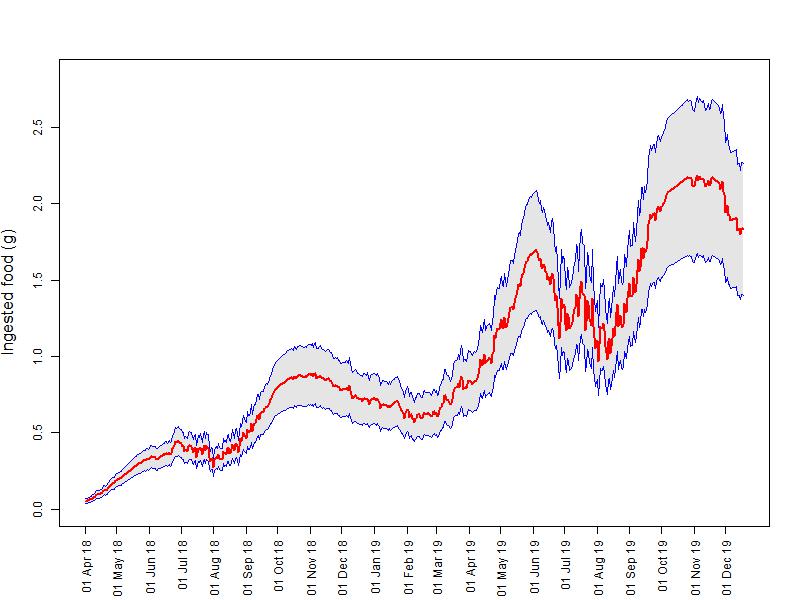 Ingested food (g)
2.5
2.0
1.5
1.0
0.5
0.0
01 Apr 18
01 May 18
01 Jun 18
01 Jul 18
01 Aug 18
01 Sep 18
01 Oct 18
01 Nov 18
01 Dec 18
01 Jan 19
01 Feb 19
01 Mar 19
01 Apr 19
01 May 19
01 Jun 19
01 Jul 19
01 Aug 19
01 Sep 19
01 Oct 19
01 Nov 19
01 Dec 19